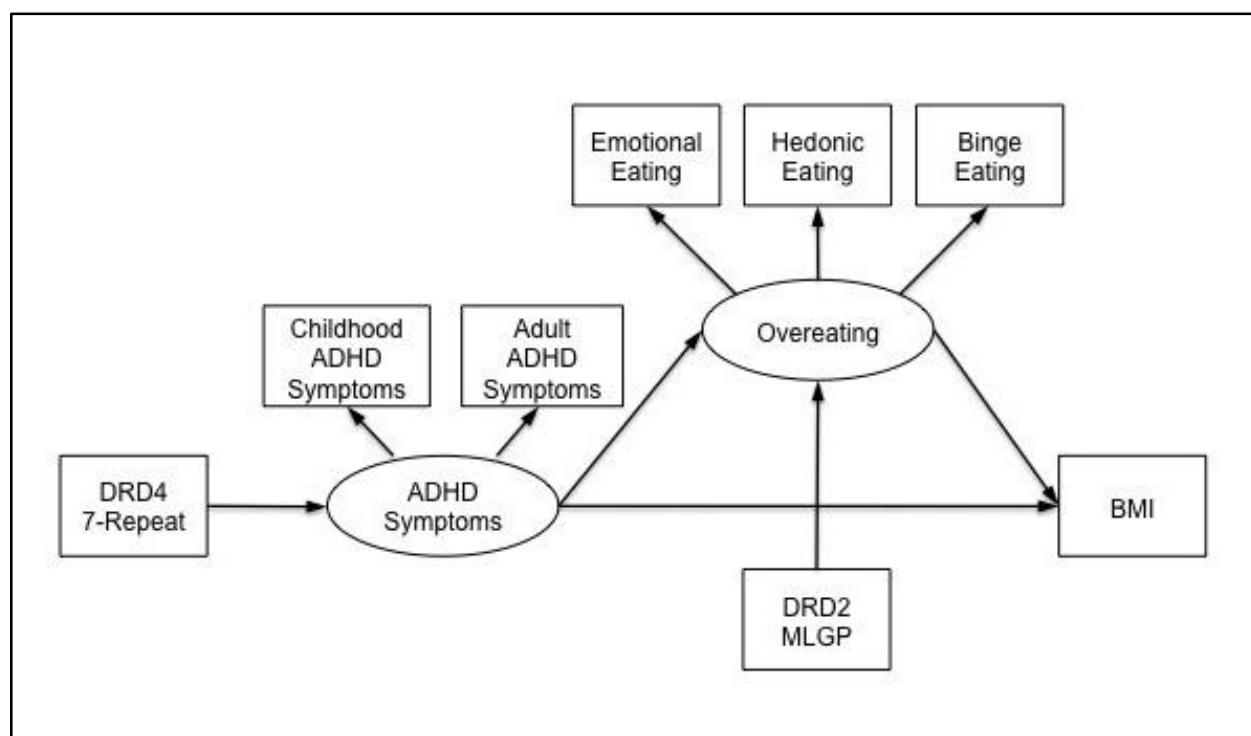 Emotional
Eating
Hedonic
Eating
Binge
Eating
Overeating
Childhood
ADHD
Symptoms
Adult
ADHD
Symptoms
DRD4
7-Repeat
ADHD
Symptoms
BMI
DRD2
MLGP